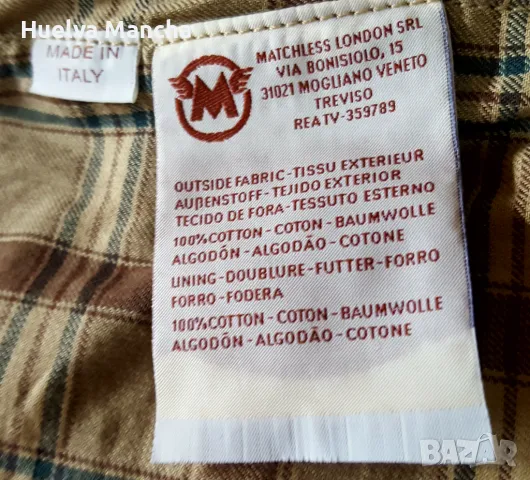 Huelva Mancha
MADE IN
ITALY
M
MATCHLESS LONDON SRL
VIA BONISIOLO, 15
31021 MOGLIANO VENETO
TREVISO
REA TV-359789
OUTSIDE FABRIC-TISSU EXTERIEUR
AUßENSTOFF-TEJIDO EXTERIOR
TECIDO DE FORA-TESSUTO ESTERNO
100%COTTON-COTON-BAUMWOLLE
ALGODÓN-ALGODÃO-COTONE
LINING-DOUBLURE-FUTTER-FORRO
FORRO-FODERA
100%COTTON-COTON-BAUMWOLLE
ALGODÓN-ALGODÃO-COTONE
BAZAR